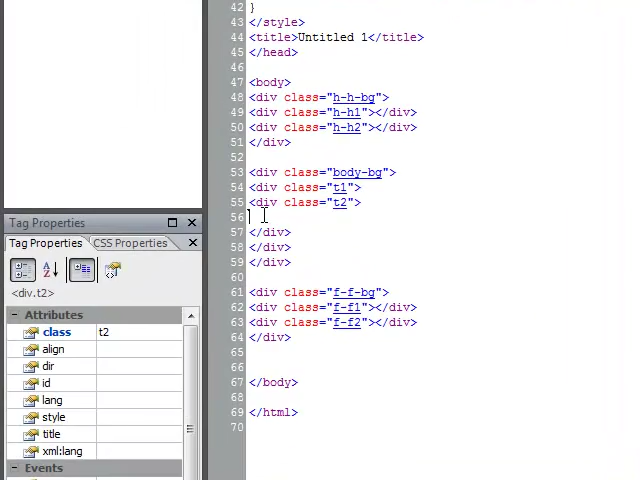 42 }
43 </style>
44 <title>Untitled 1</title>
45 </head>
46
47 <body>
48 <div class="h-h-bg">
49 <div class="h-h1"></div>
50 <div class="h-h2"></div>
51 </div>
52
53 <div class="body-bg">
54 <div class="t1">
55 <div class="t2">
56
57 </div>
58 </div>
59 </div>
60
61 <div class="f-f-bg">
62 <div class="f-f1"></div>
63 <div class="f-f2"></div>
64 </div>
65
66
67 </body>
68
69 </html>
70
Tag Properties
Tag Properties CSS Properties
<div.t2>
Attributes
class t2
align
dir
id
lang
style
title
xml:lang
Events